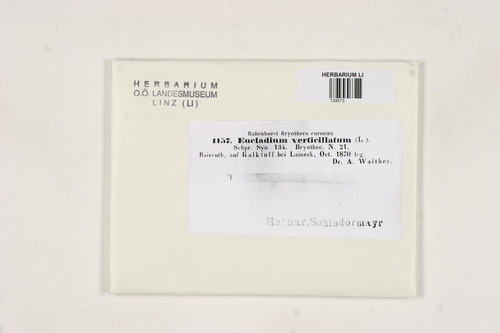 HERBARIUM
O.Ö. LANDESMUSEUM
LINZ (LI)
HERBARIUM LI
Rabenhorst Bryotheca europaea
1157. Eucladium verticillatum (L.).
Schpr. Syn. 134. Bryothec. N. 21.
Baireuth, auf Kalktuff bei Laineck, Oct. 1870 leg.
Dr. A. Walther.
Herbar, Schiedermayr